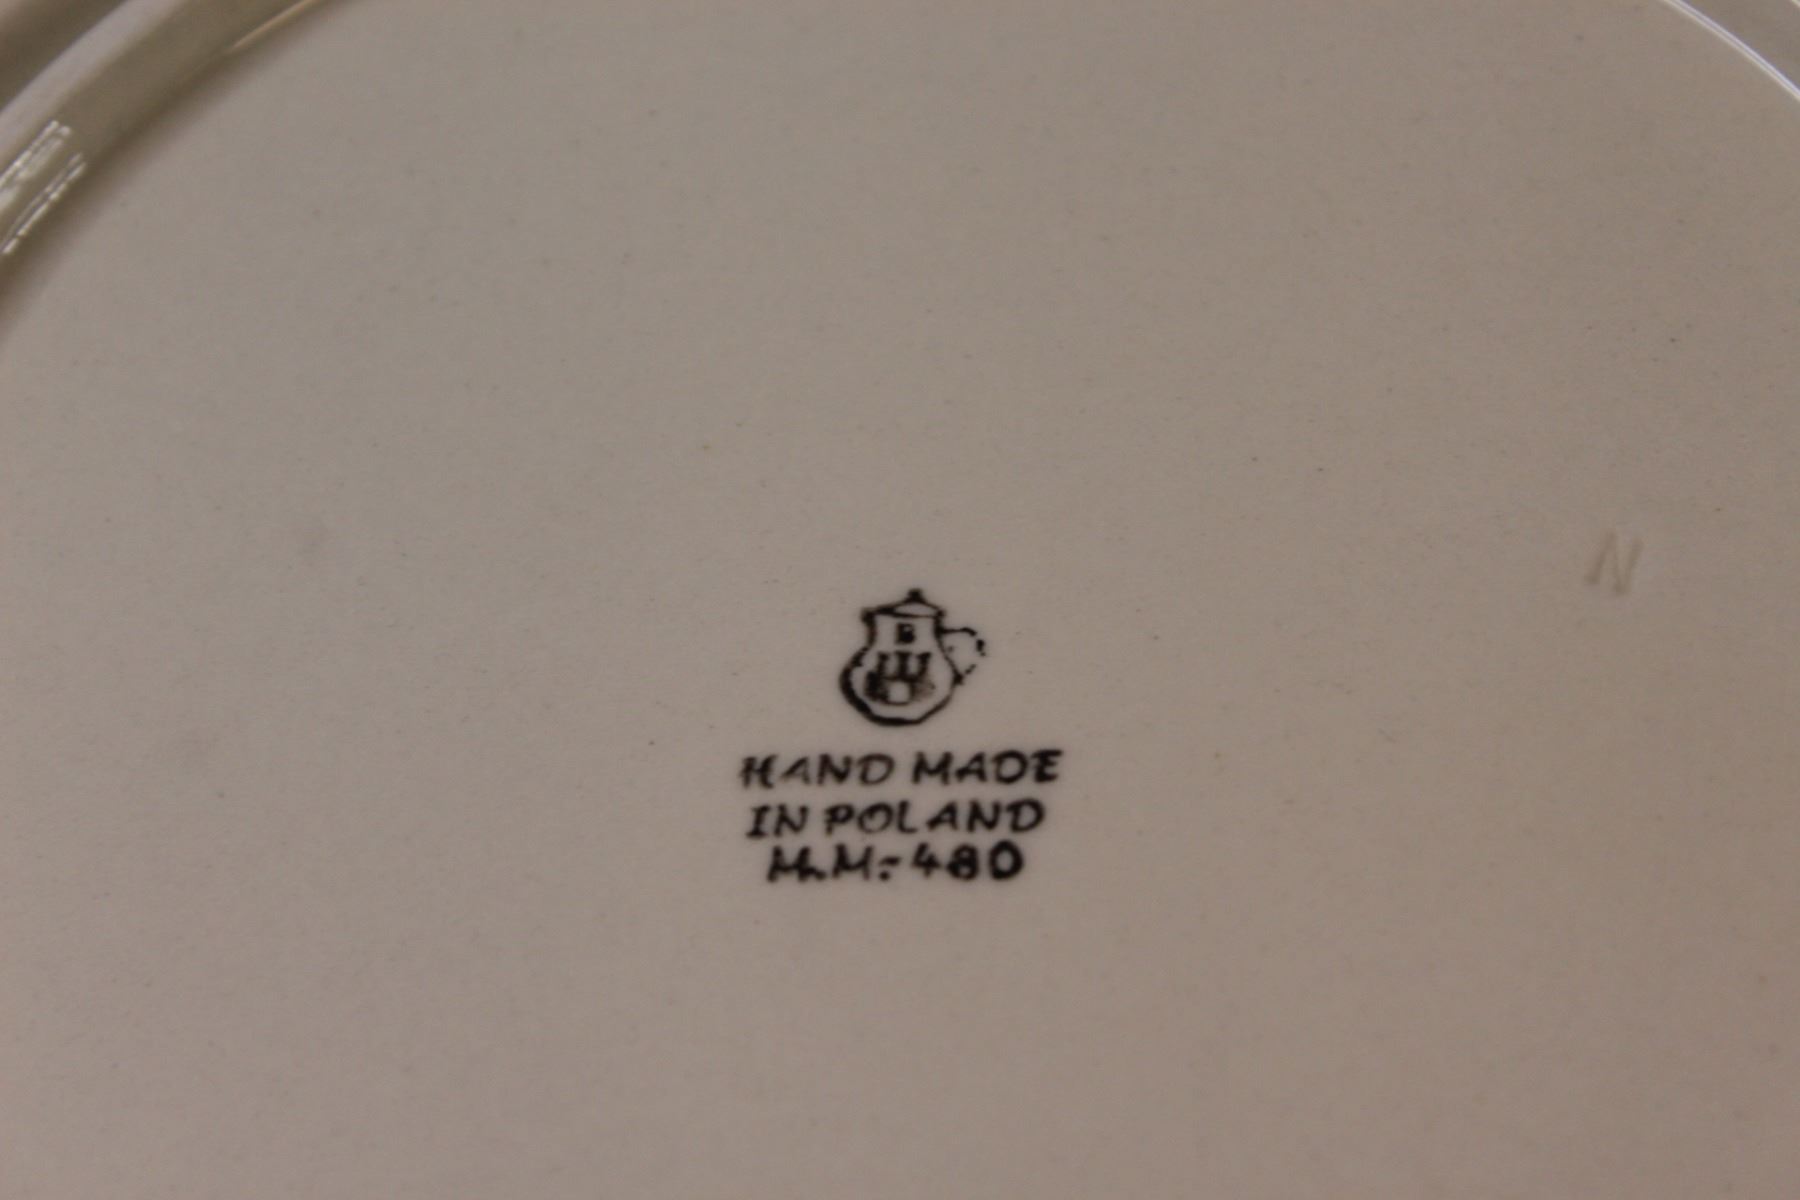 B
N
HAND MADE
IN POLAND
M.M.-480